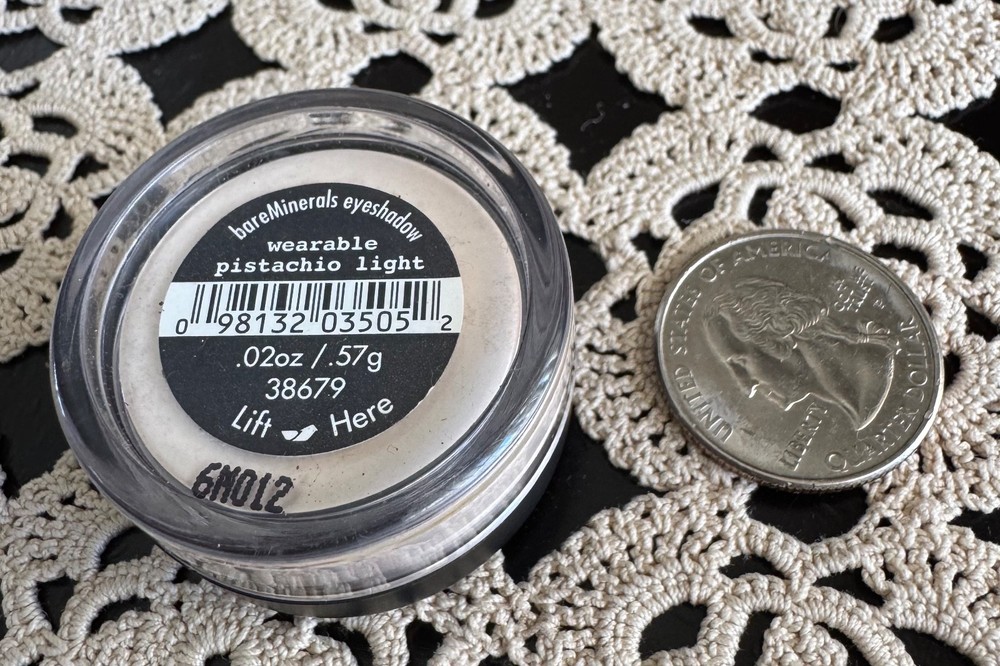 bareMinerals eyeshadow
wearable
pistachio light
0 98132 03505 2
.02oz /.57g
38679
Lift Here
6M012
UNITED STATES OF AMERICA
LIBERTY
QUARTER DOLLAR